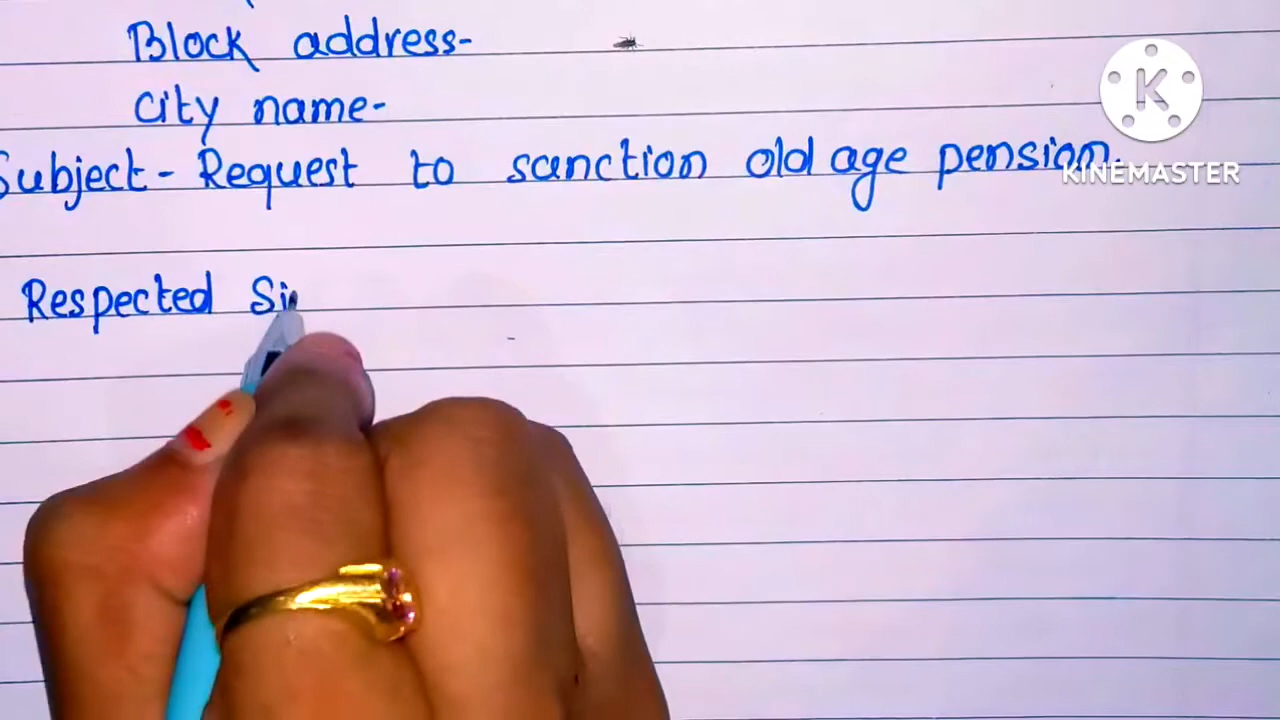 Block address-
City name-
Subject - Request to sanction old age pension.
Respected Si
K
KINEMASTER